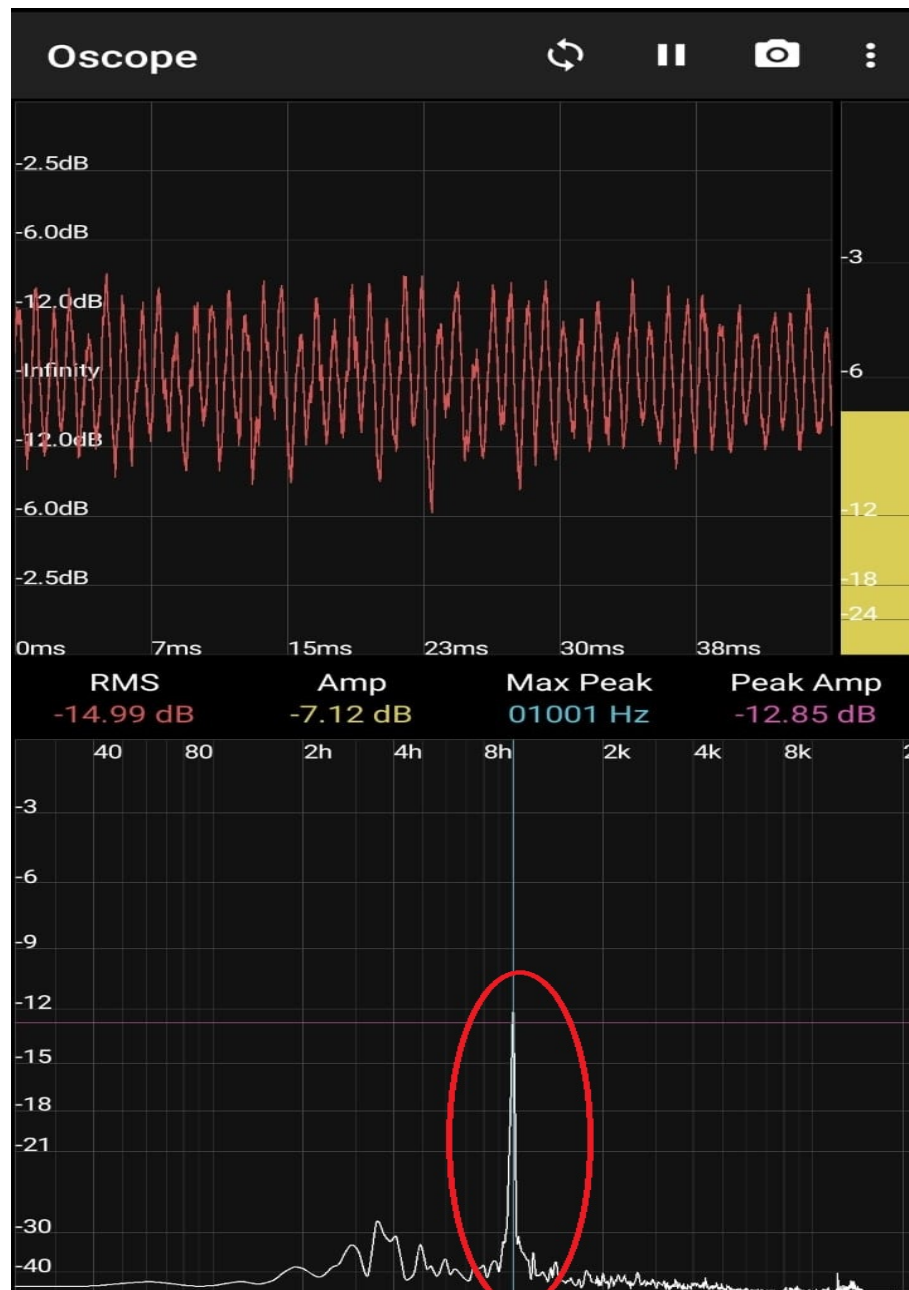 Oscope
-2.5dB
-6.0dB
-12.0dB
-Infinity
-12.0dB
-6.0dB
-2.5dB
0ms 7ms 15ms 23ms 30ms 38ms
-3
-6
-12
-18
-24
RMS Amp Max Peak Peak Amp
-14.99 dB -7.12 dB 01001 Hz -12.85 dB
40 80 2h 4h 8h 2k 4k 8k 2
-3
-6
-9
-12
-15
-18
-21
-30
-40